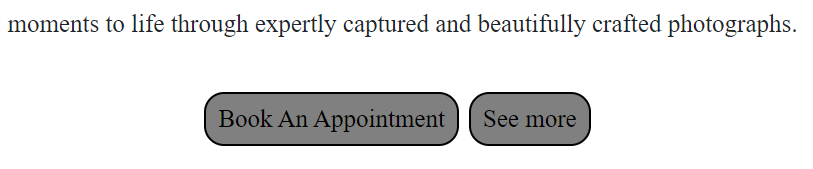 moments to life through expertly captured and beautifully crafted photographs.
Book An Appointment
See more